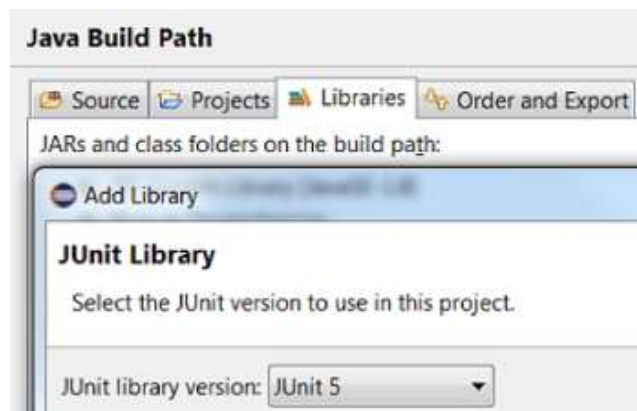 Java Build Path
Source Projects Libraries Order and Export
JARs and class folders on the build path:
Add Library
JUnit Library
Select the JUnit version to use in this project.
JUnit library version: JUnit 5